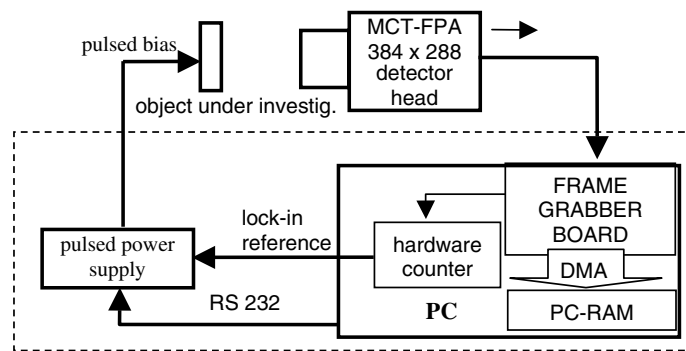 pulsed bias
object under investig.
MCT-FPA
384 x 288
detector
head
FRAME
GRABBER
BOARD
lock-in
reference
hardware
counter
pulsed power
supply
DMA
RS 232
PC
PC-RAM